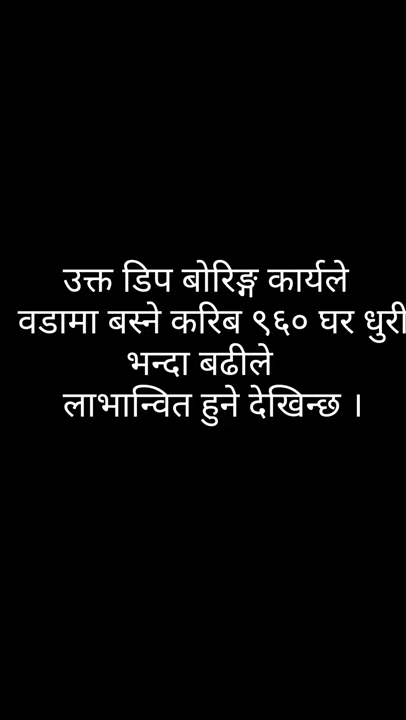 उक्त डिप बोरिङ्ग कार्यले
वडामा बस्ने करिब ९६० घर धुरी
भन्दा बढीले
लाभान्वित हुने देखिन्छ ।